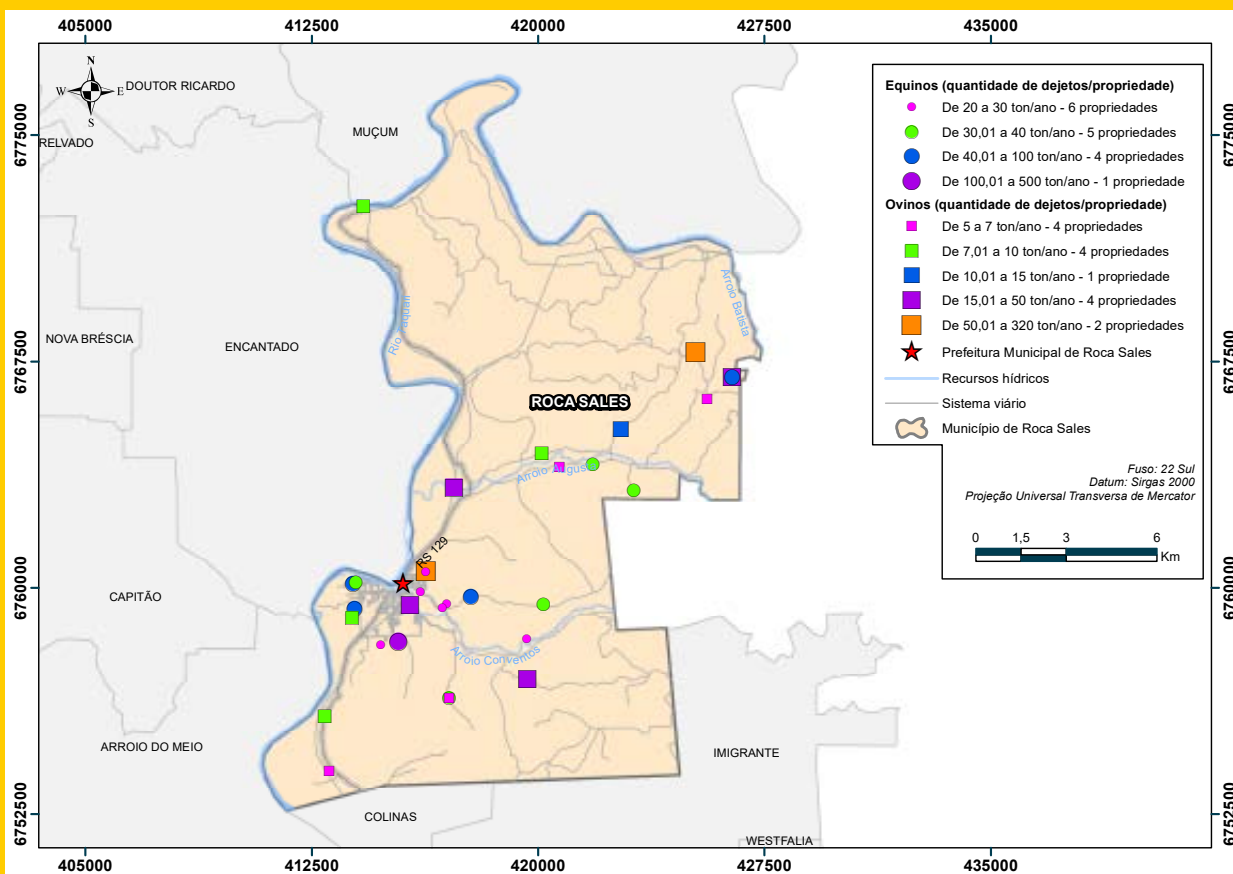 405000 412500 420000 427500 435000
N
W E
S
DOUTOR RICARDO
MUÇUM
RELVADO
6775000
6775000
NOVA BRÉSCIA
ENCANTADO
Rio Taquari
Arroio Batista
6767500
6767500
ROCA SALES
Arroio Augusta
RS 129
6760000
6760000
CAPITÃO
Arroio Conventos
ARROIO DO MEIO
IMIGRANTE
COLINAS
WESTFALIA
6752500
6752500
405000 412500 420000 427500 435000
Equinos (quantidade de dejetos/propriedade)
De 20 a 30 ton/ano - 6 propriedades
De 30,01 a 40 ton/ano - 5 propriedades
De 40,01 a 100 ton/ano - 4 propriedades
De 100,01 a 500 ton/ano - 1 propriedade
Ovinos (quantidade de dejetos/propriedade)
De 5 a 7 ton/ano - 4 propriedades
De 7,01 a 10 ton/ano - 4 propriedades
De 10,01 a 15 ton/ano - 1 propriedade
De 15,01 a 50 ton/ano - 4 propriedades
De 50,01 a 320 ton/ano - 2 propriedades
Prefeitura Municipal de Roca Sales
Recursos hídricos
Sistema viário
Município de Roca Sales
Fuso: 22 Sul
Datum: Sirgas 2000
Projeção Universal Transversa de Mercator
0 1,5 3 6
Km